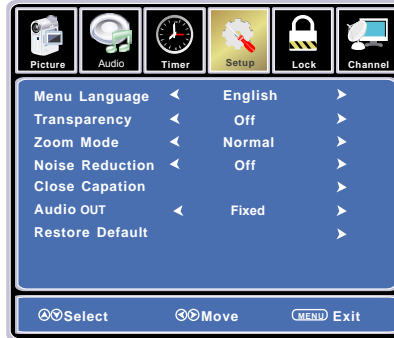 Picture Audio Timer Setup Lock Channel
Menu Language English
Transparency Off
Zoom Mode Normal
Noise Reduction Off
Close Capation
Audio OUT Fixed
Restore Default
Select Move MENU Exit